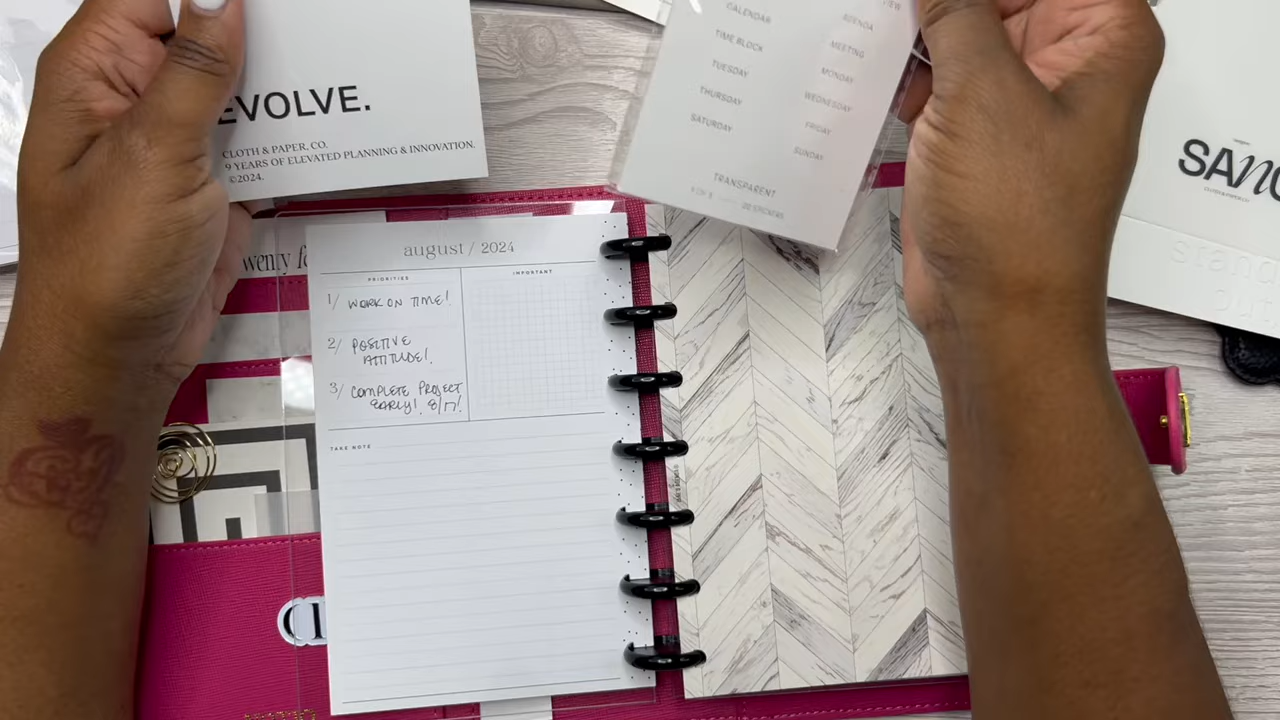 EVOLVE.
CLOTH & PAPER, CO.
9 YEARS OF ELEVATED PLANNING & INNOVATION.
©2024.
CALENDAR
TIME BLOCK
TUESDAY
THURSDAY
SATURDAY
AGENDA
MEETING
MONDAY
WEDNESDAY
FRIDAY
SUNDAY
TRANSPARENT
stand
out
august / 2024
PRIORITIES
IMPORTANT
1/ WORK ON TIME!
2/ POSITIVE
ATTITUDE!
3/ COMPLETE PROJECT
EARLY! 8/17!
TAKE NOTE